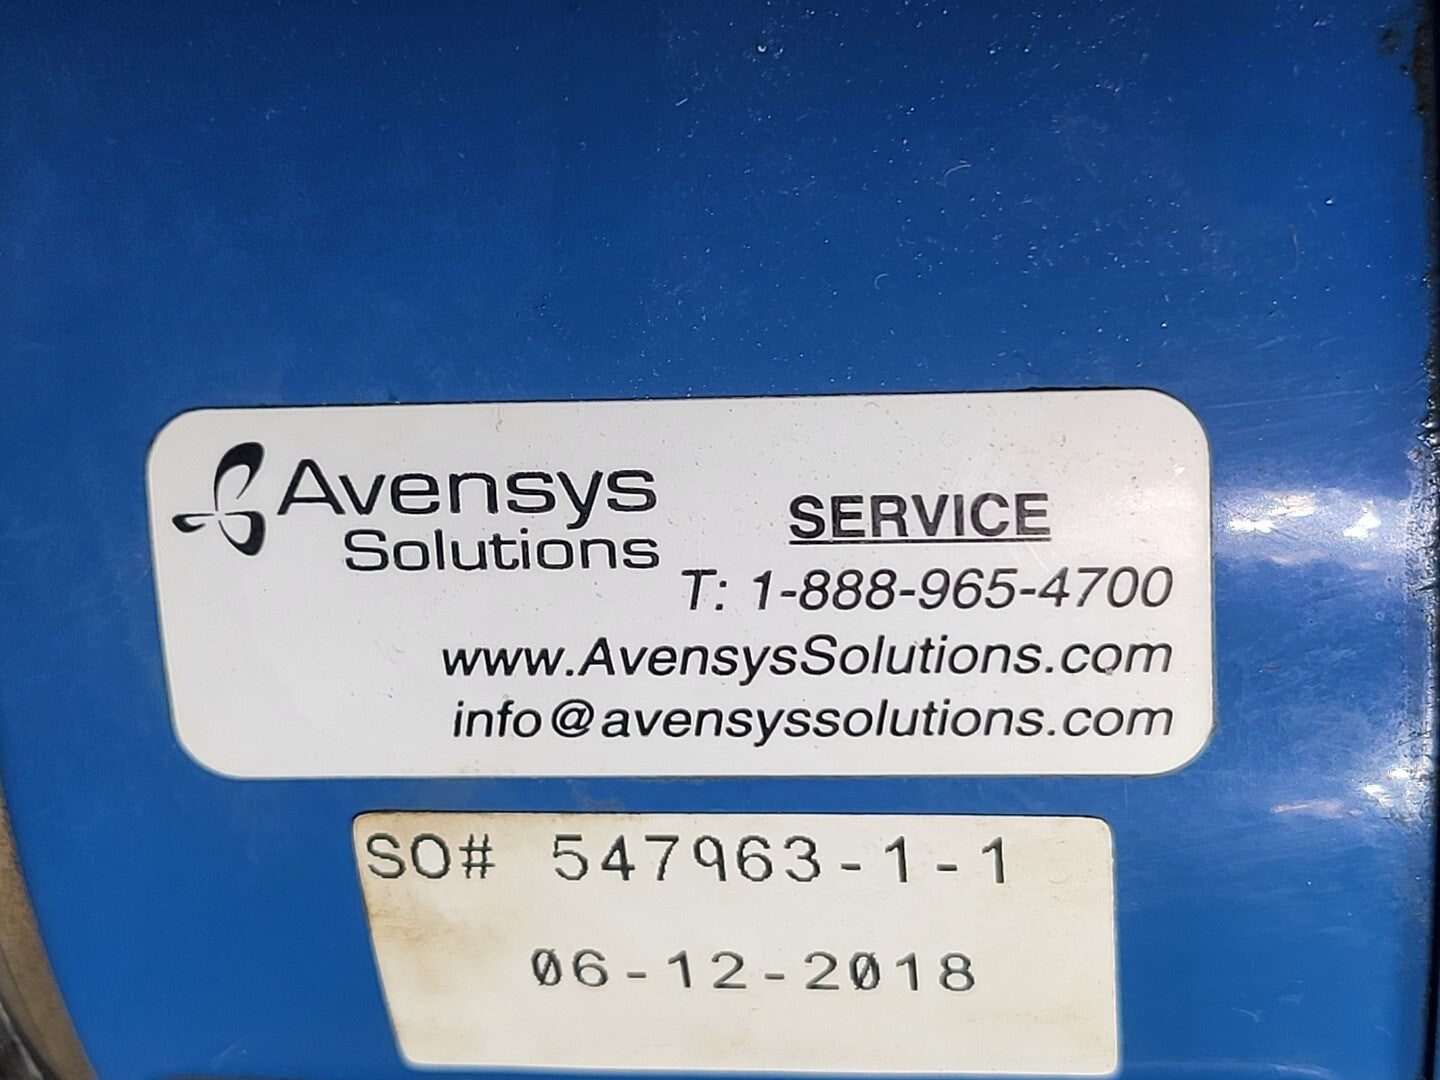 Avensys
Solutions
SERVICE
T: 1-888-965-4700
www.AvensysSolutions.com
info@avensyssolutions.com
SO# 547963-1-1
06-12-2018